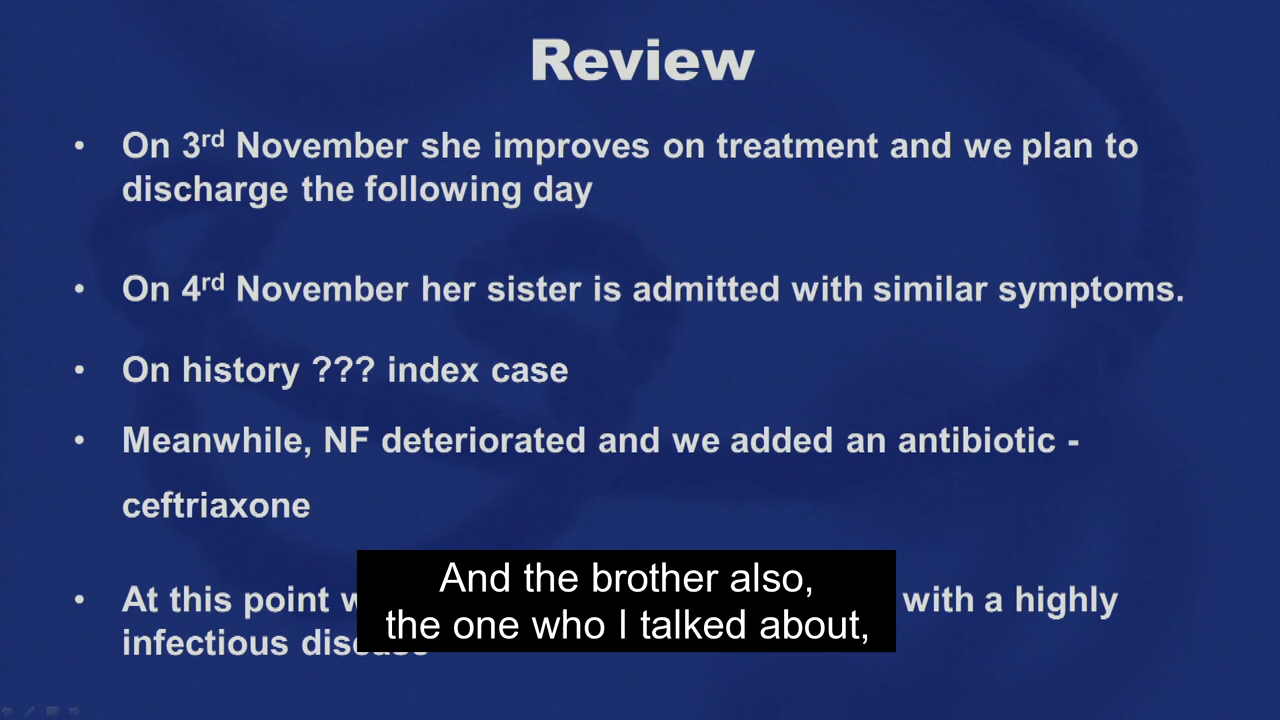 Review
• On 3rd November she improves on treatment and we plan to
discharge the following day
• On 4rd November her sister is admitted with similar symptoms.
• On history ??? index case
• Meanwhile, NF deteriorated and we added an antibiotic -
ceftriaxone
• At this point with a highly
infectious disease
And the brother also,
the one who I talked about,